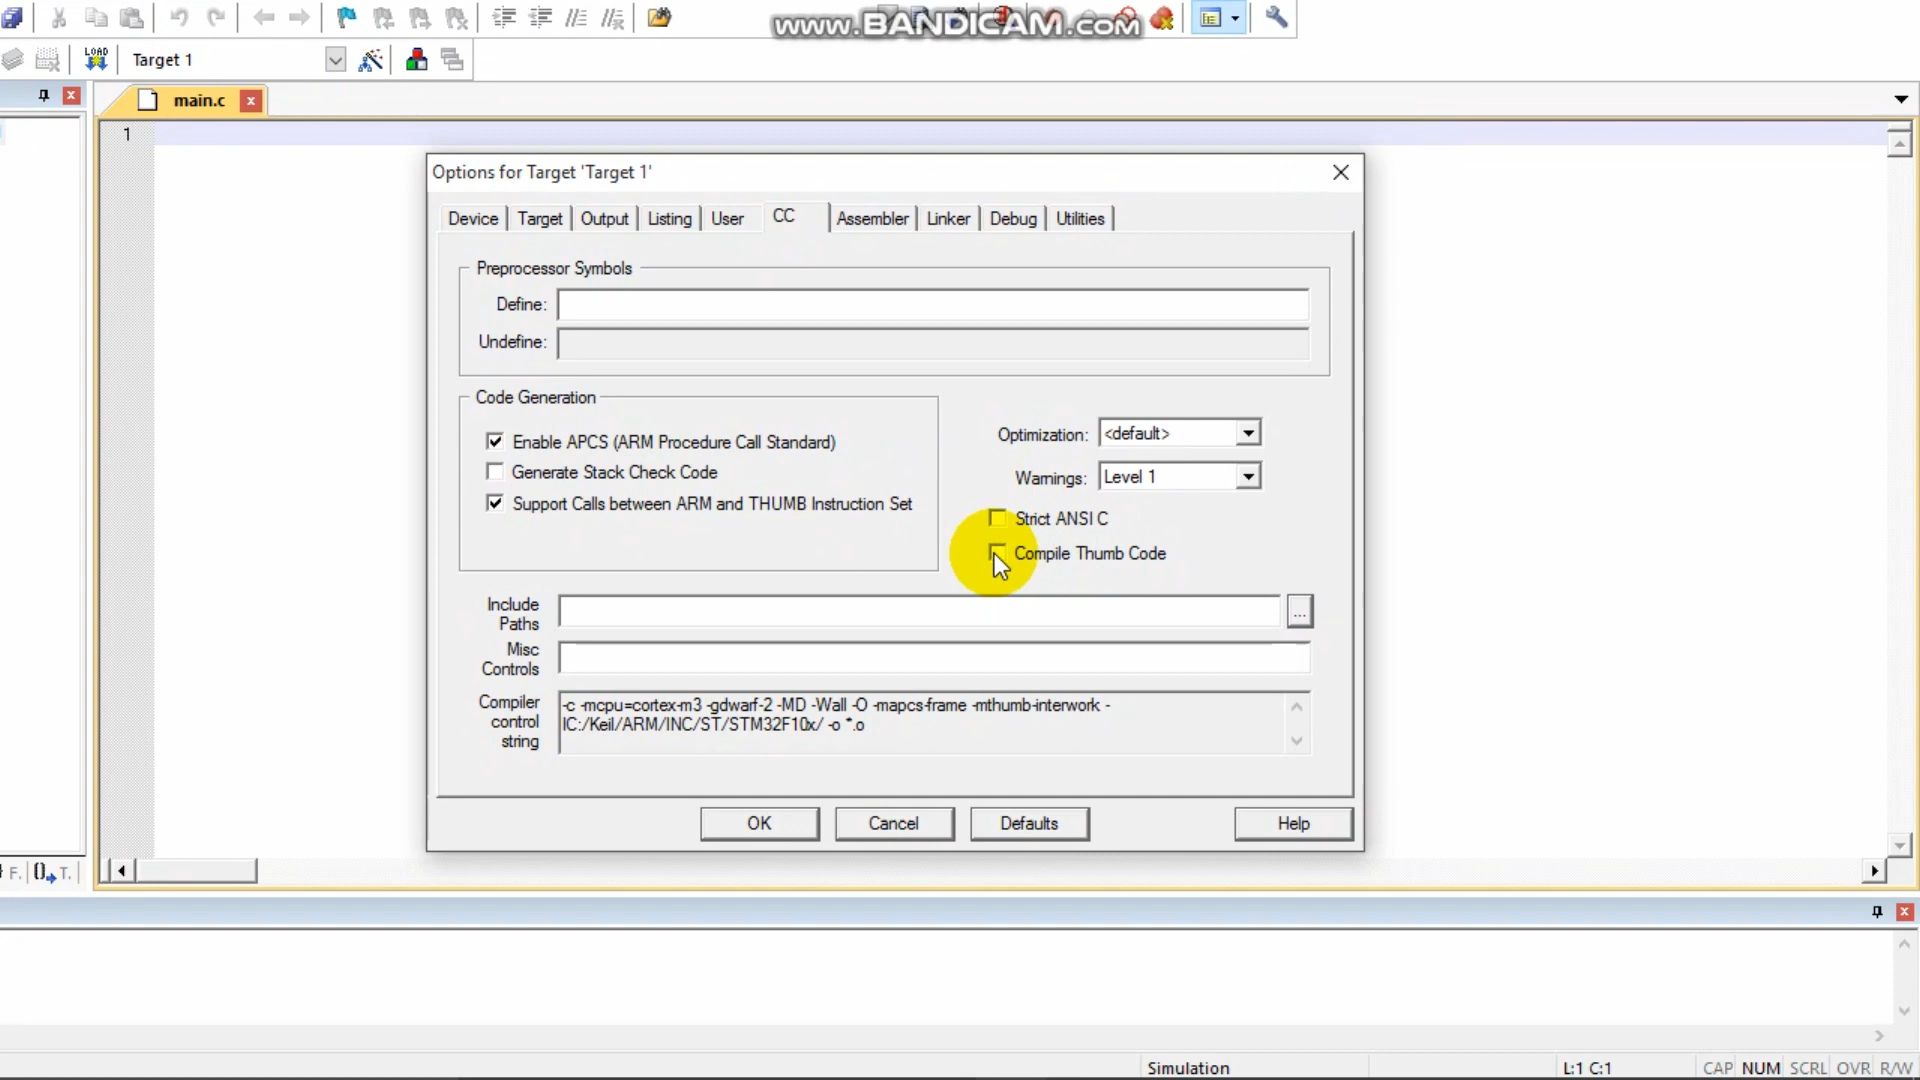 www.BANDICAM.com
LOAD
Target 1
main.c
1
Options for Target 'Target 1'
Device
Target
Output
Listing
User
CC
Assembler
Linker
Debug
Utilities
Preprocessor Symbols
Define:
Undefine:
Code Generation
Enable APCS (ARM Procedure Call Standard)
Generate Stack Check Code
Support Calls between ARM and THUMB Instruction Set
Optimization:
<default>
Warnings:
Level 1
Strict ANSI C
Compile Thumb Code
Include
Paths
...
Misc
Controls
Compiler
control
string
-c -mcpu=cortex-m3 -gdwarf-2 -MD -Wall -O -mapcs-frame -mthumb-interwork -
IC:/Keil/ARM/INC/ST/STM32F10x/ -o *.o
OK
Cancel
Defaults
Help
F.
T.
Simulation
L:1 C:1
CAP NUM SCRL OVR R/W